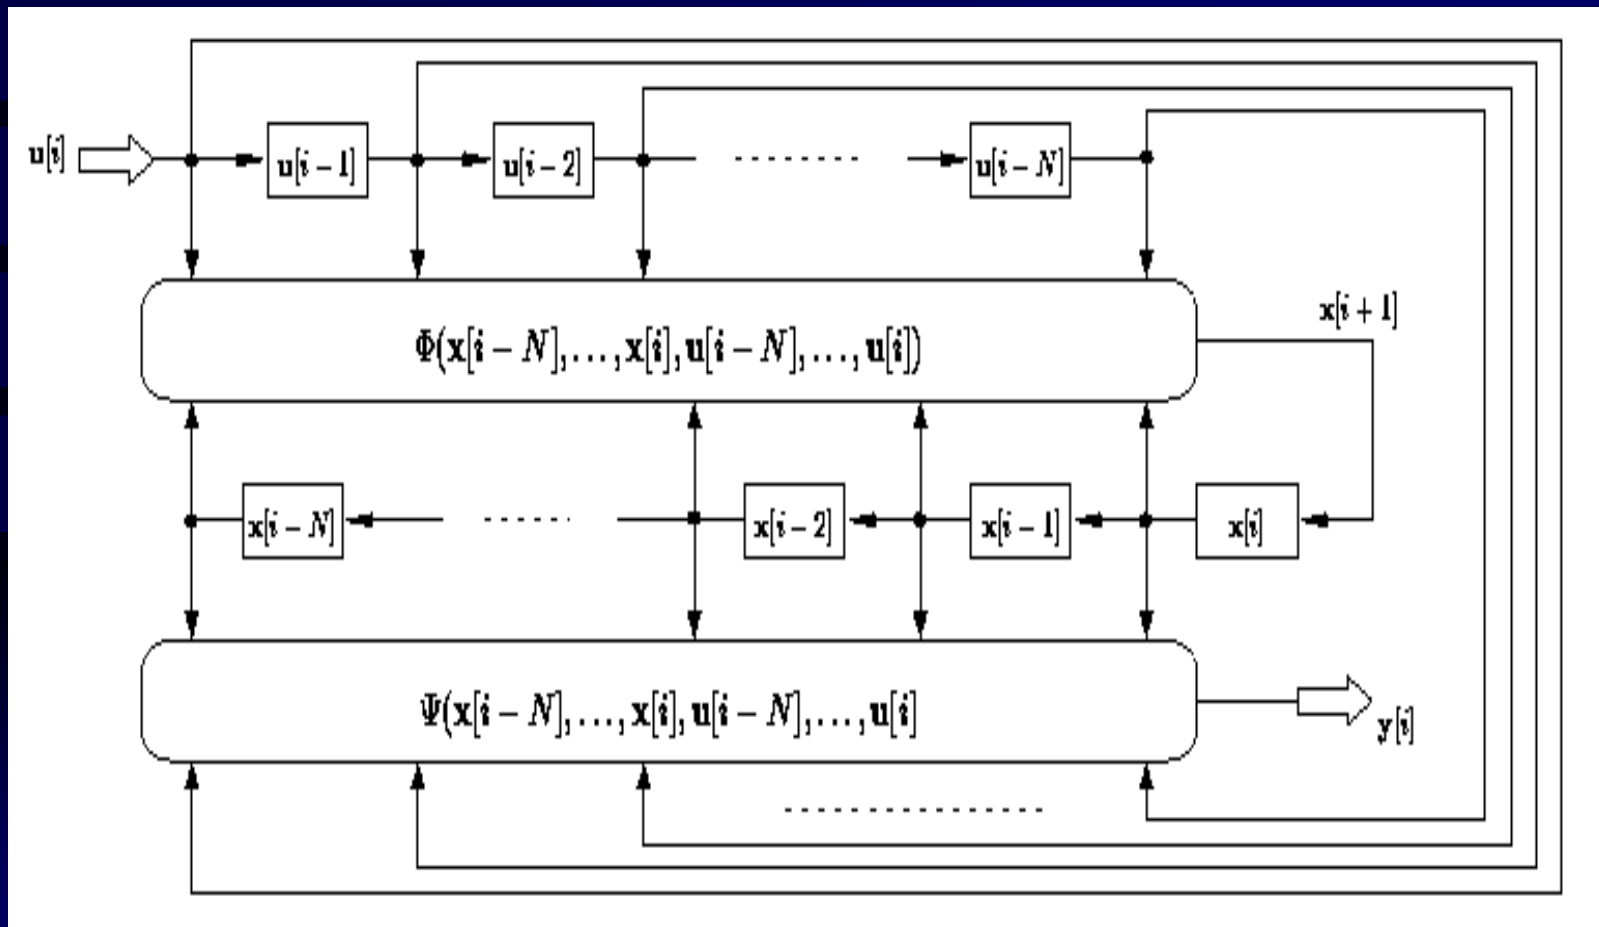 u[i]
u[i − 1]
u[i − 2]
u[i − N]
x[i + 1]
Φ(x[i − N], . . . , x[i], u[i − N], . . . , u[i])
x[i − N]
x[i − 2]
x[i − 1]
x[i]
Ψ(x[i − N], . . . , x[i], u[i − N], . . . , u[i]
y[i]